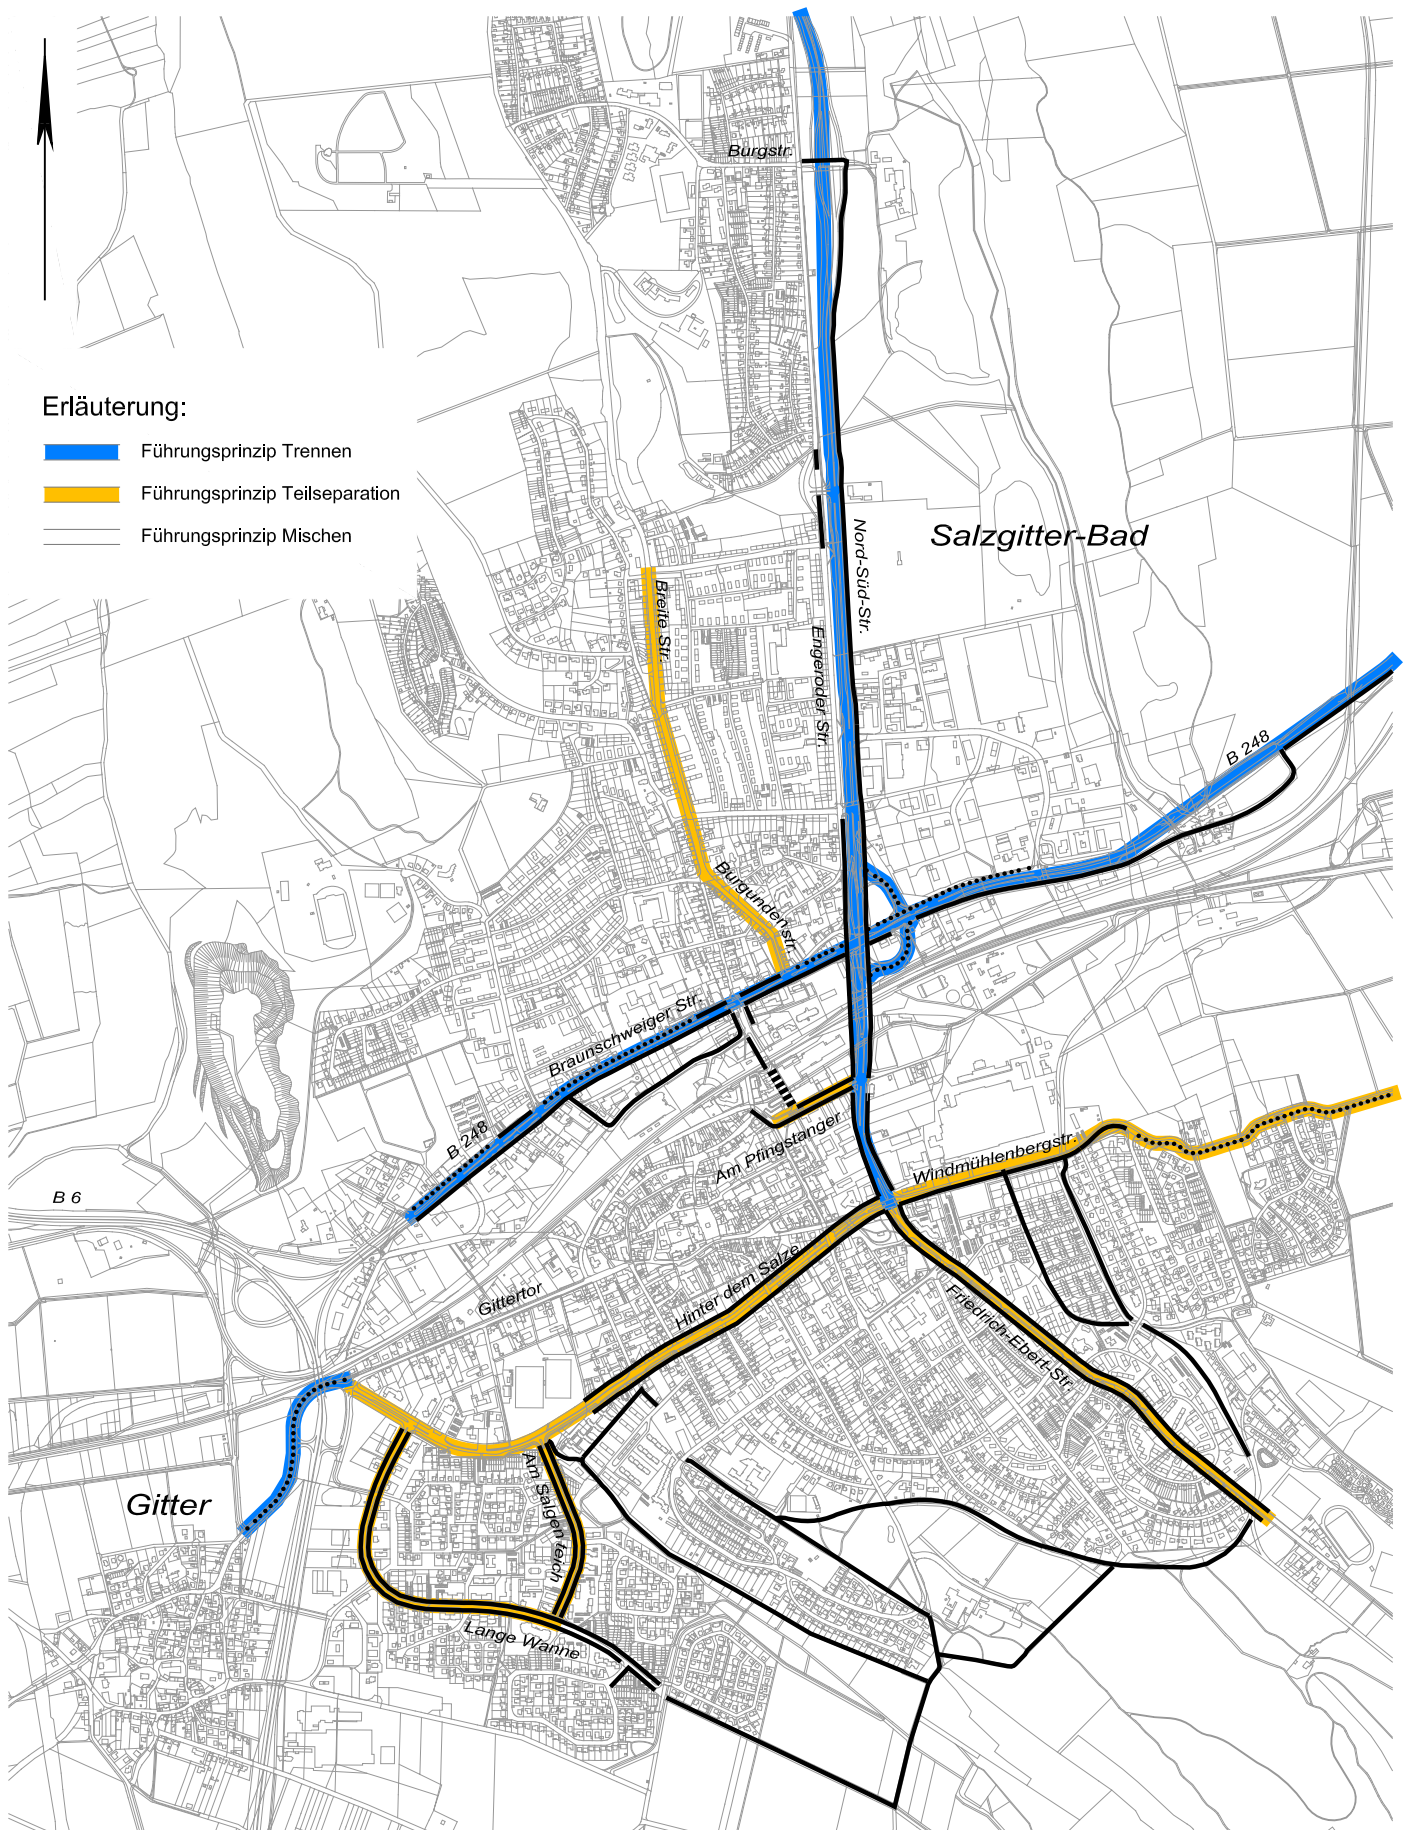 Burgstr.
Erläuterung:
Führungsprinzip Trennen
Führungsprinzip Teilseparation
Führungsprinzip Mischen
Salzgitter-Bad
Nord-Süd-Str.
Breite Str.
Engeroder Str.
B 248
Burgundenstr.
Braunschweiger Str.
B 248
Am Pfingstanger
Windmühlenbergstr.
B 6
Gittertor
Hinter dem Salze
Friedrich-Ebert-Str.
Gitter
Am Salgenteich
Lange Wanne